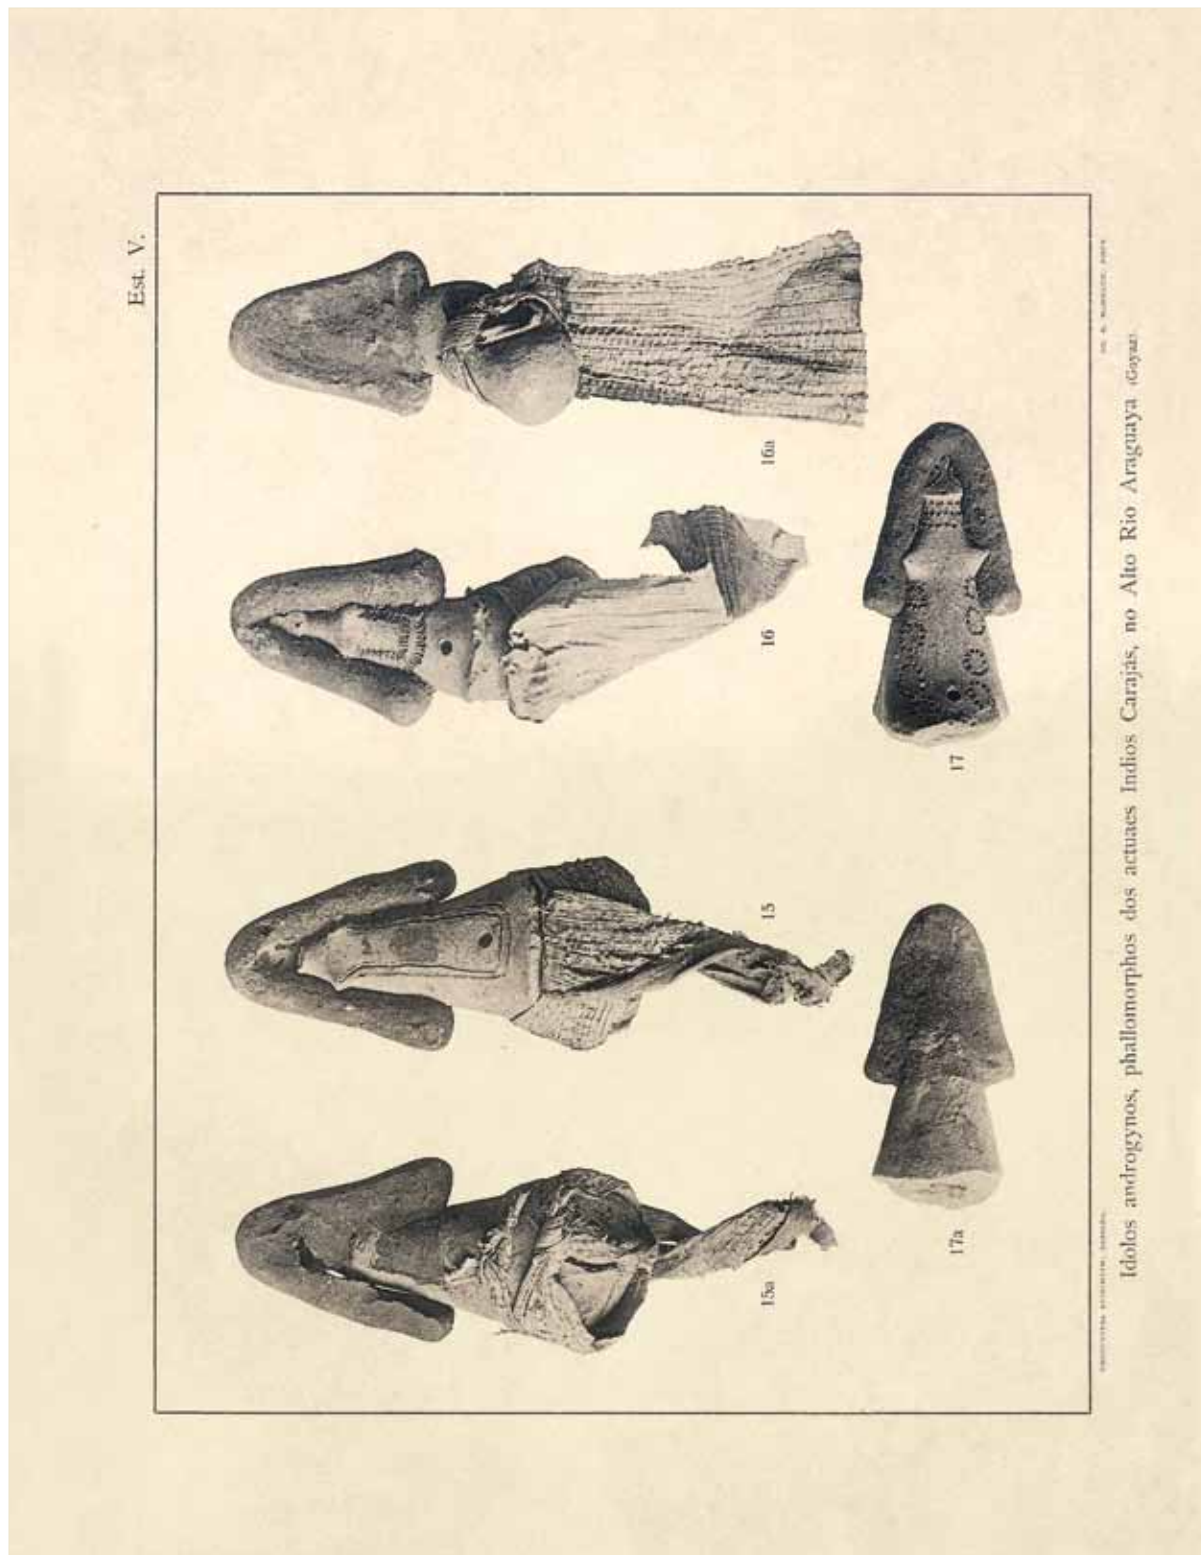 Est. V.
16a
16
15
15a
17
17a
Idolos androgynos, phallomorphos dos actuaes Indios Carajás, no Alto Rio Araguaya (Goyaz).